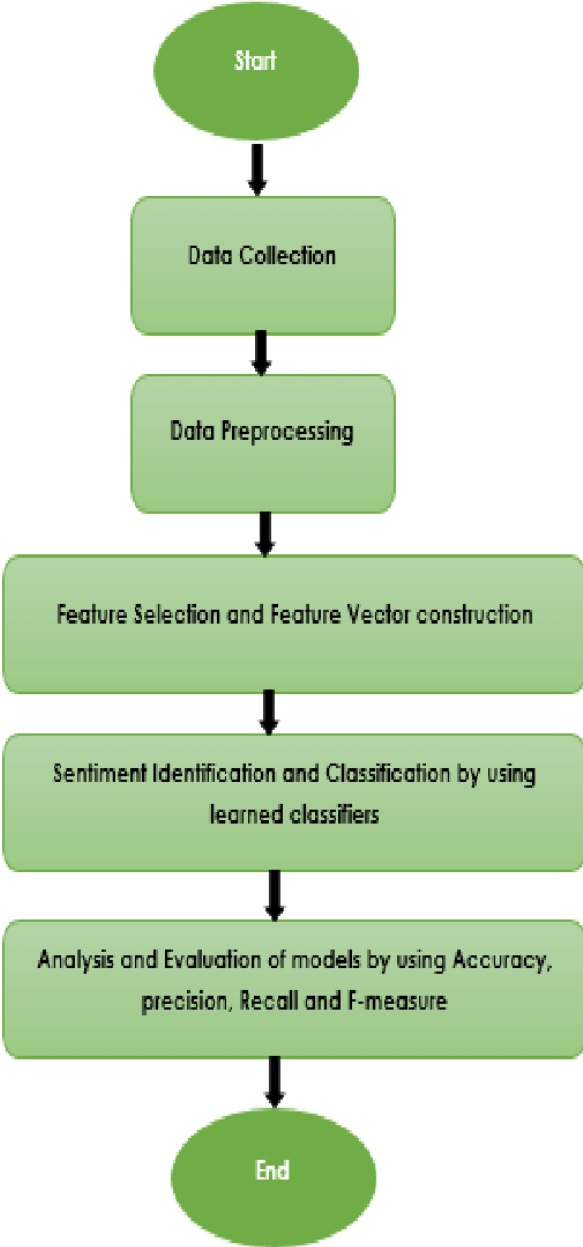 Start
Data Collection
Data Preprocessing
Feature Selection and Feature Vector construction
Sentiment Identification and Classification by using
learned classifiers
Analysis and Evaluation of models by using Accuracy,
precision, Recall and F-measure
End